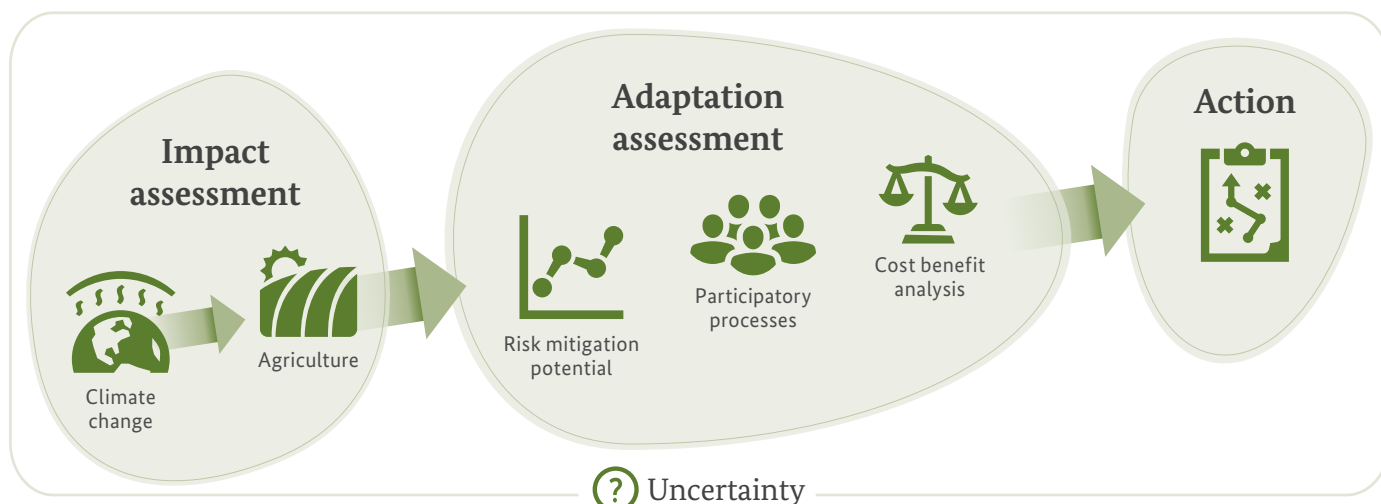 Impact
assessment
Climate
change
Agriculture
Adaptation
assessment
Risk mitigation
potential
Participatory
processes
Cost benefit
analysis
Action
? Uncertainty